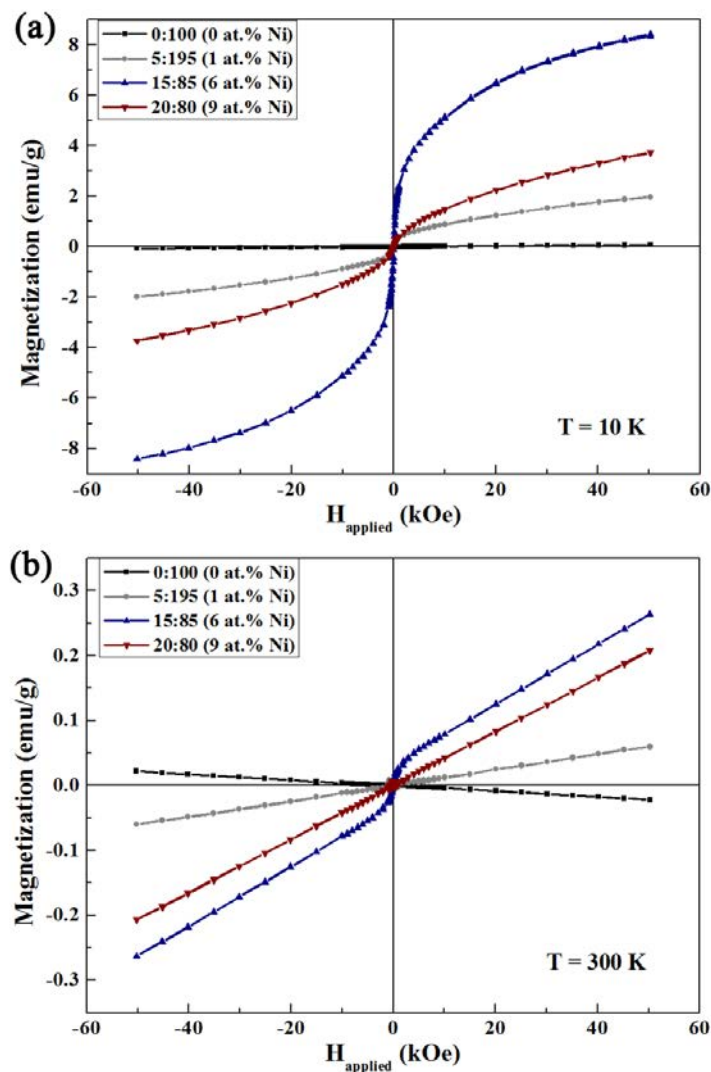 (a)
0:100 (0 at.% Ni)
5:195 (1 at.% Ni)
15:85 (6 at.% Ni)
20:80 (9 at.% Ni)
8
6
4
2
0
-2
-4
-6
-8
Magnetization (emu/g)
T = 10 K
-60 -40 -20 0 20 40 60
H applied (kOe)
(b)
0:100 (0 at.% Ni)
5:195 (1 at.% Ni)
15:85 (6 at.% Ni)
20:80 (9 at.% Ni)
0.3
0.2
0.1
0.0
-0.1
-0.2
-0.3
Magnetization (emu/g)
T = 300 K
-60 -40 -20 0 20 40 60
H applied (kOe)